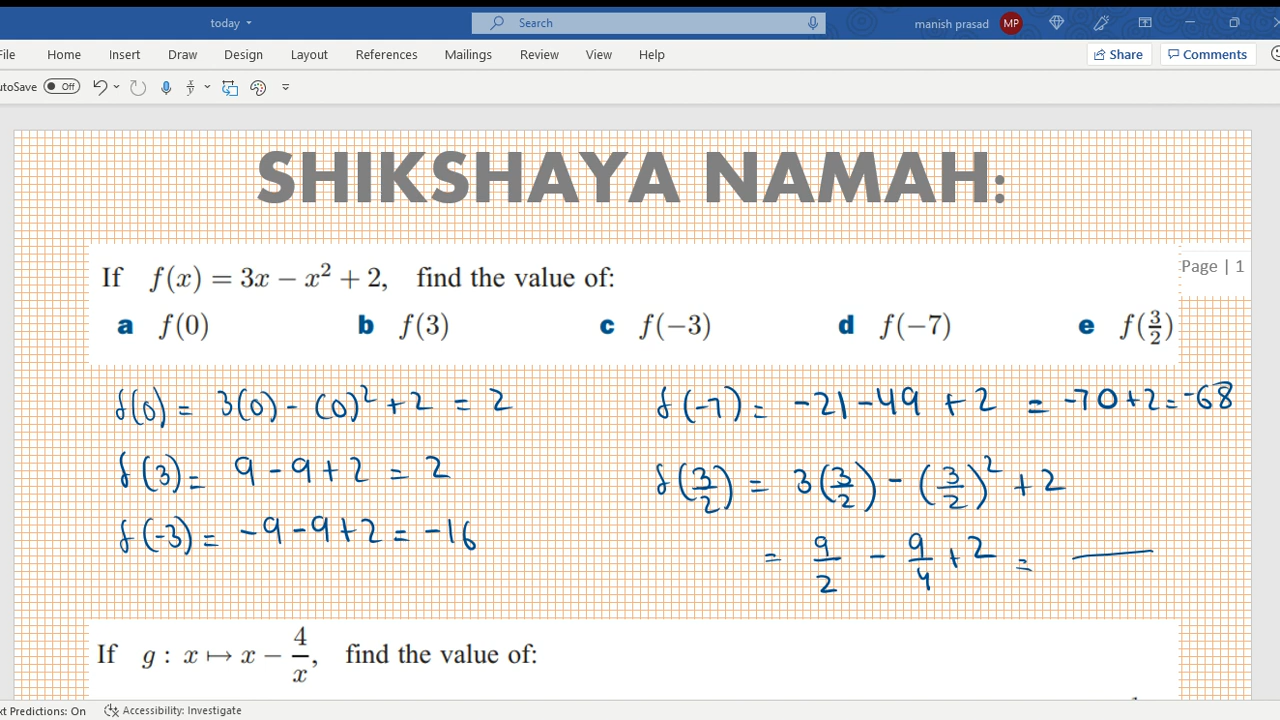 today
Search
manish prasad MP
File Home Insert Draw Design Layout References Mailings Review View Help Share Comments
AutoSave Off
SHIKSHAYA NAMAH:
Page | 1
If f(x) = 3x − x² + 2, find the value of:
a f(0) b f(3) c f(−3) d f(−7) e f(3/2)
f(0) = 3(0) - (0)² + 2 = 2
f(3) = 9 - 9 + 2 = 2
f(-3) = -9 - 9 + 2 = -16
f(-7) = -21 - 49 + 2 = -70 + 2 = -68
f(3/2) = 3(3/2) - (3/2)² + 2
= 9/2 - 9/4 + 2 =
If g : x ↦ x − 4/x, find the value of:
Text Predictions: On Accessibility: Investigate